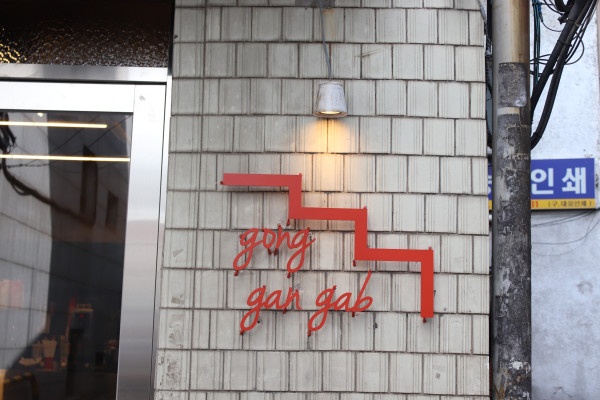 gong
gan gab
인쇄